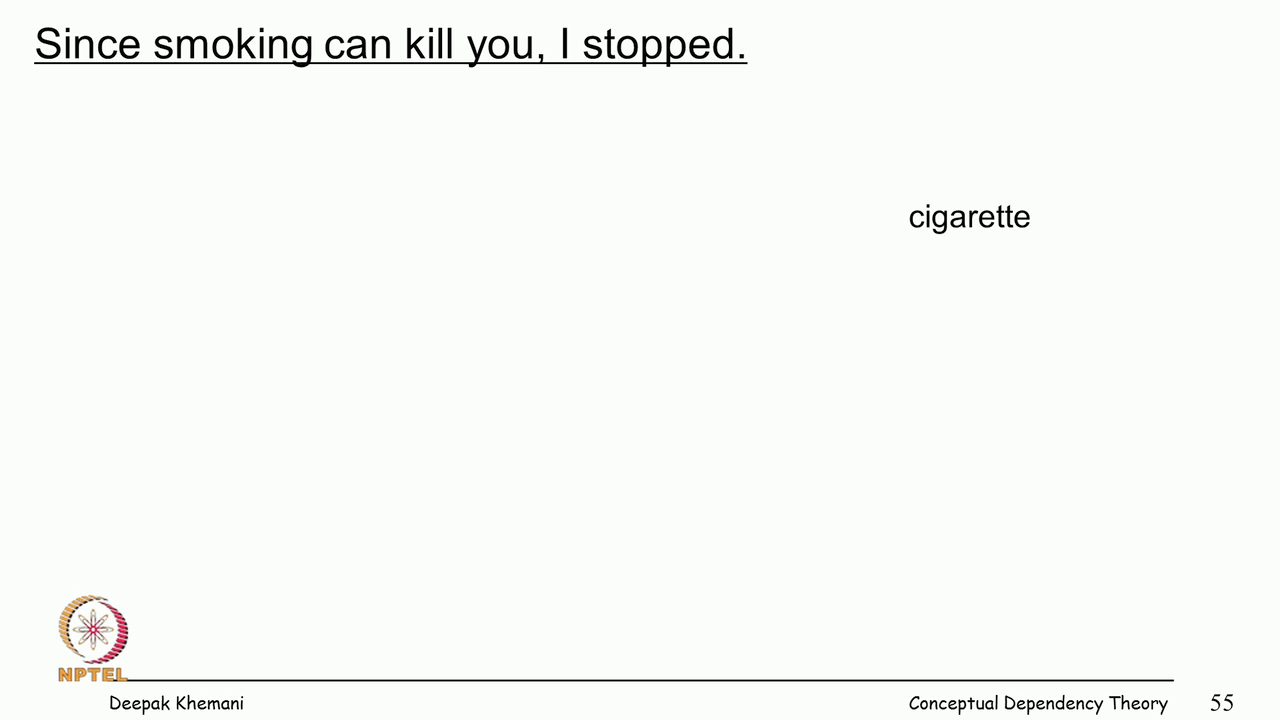 Since smoking can kill you, I stopped.
cigarette
NPTEL
Deepak Khemani
Conceptual Dependency Theory
55